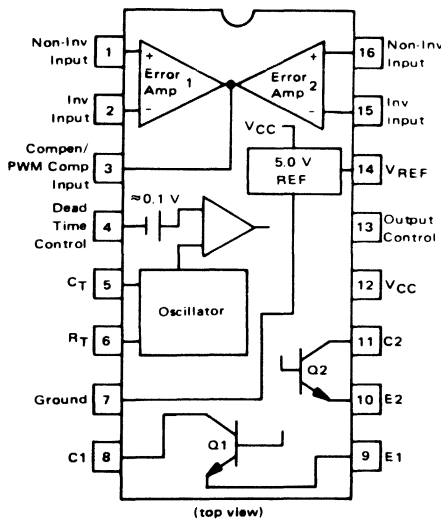 Non-Inv
Input
1
+
Error
Amp
1
Inv
Input
2
−
Non-Inv
Input
16
+
Error
Amp
2
Inv
Input
15
−
Compen/
PWM Comp
Input
3
VCC
5.0 V
REF
14
VREF
Dead
Time
Control
4
≈0.1 V
13
Output
Control
CT
5
Oscillator
12
VCC
RT
6
11
C2
Q2
Ground
7
10
E2
C1
8
Q1
9
E1
(top view)